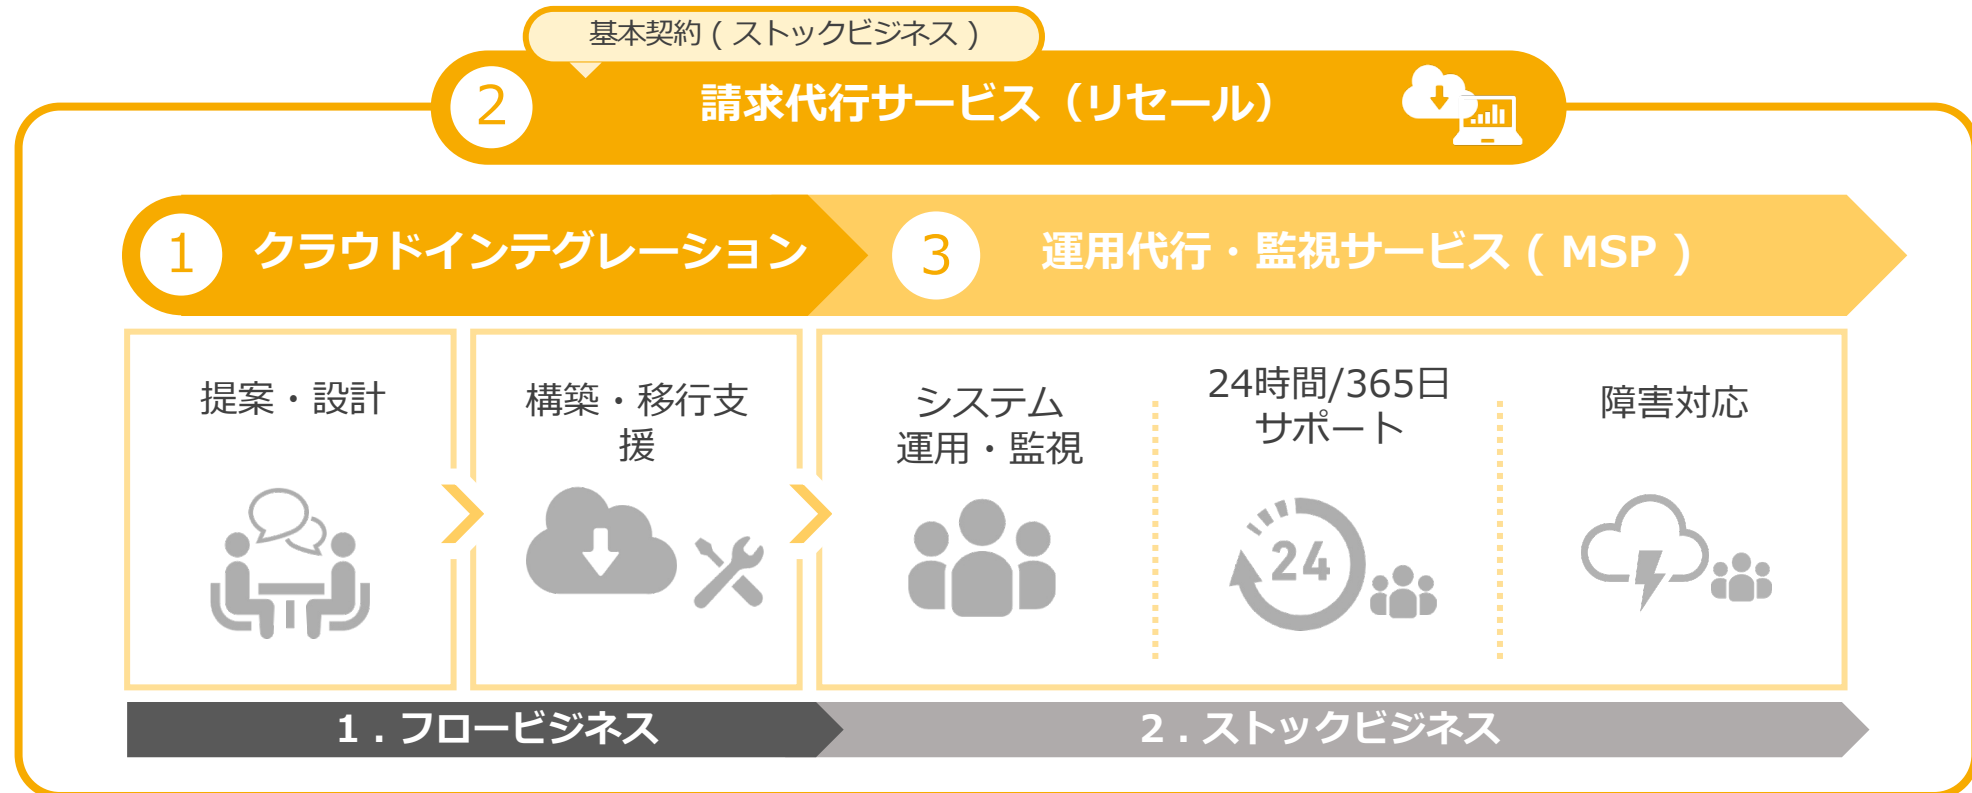 基本契約 ( ストックビジネス )
2
請求代行サービス（リセール）
1
クラウドインテグレーション
3
運用代行・監視サービス ( MSP )
提案・設計
構築・移行支
援
システム
運用・監視
24時間/365日
サポート
24
障害対応
1 . フロービジネス
2 . ストックビジネス